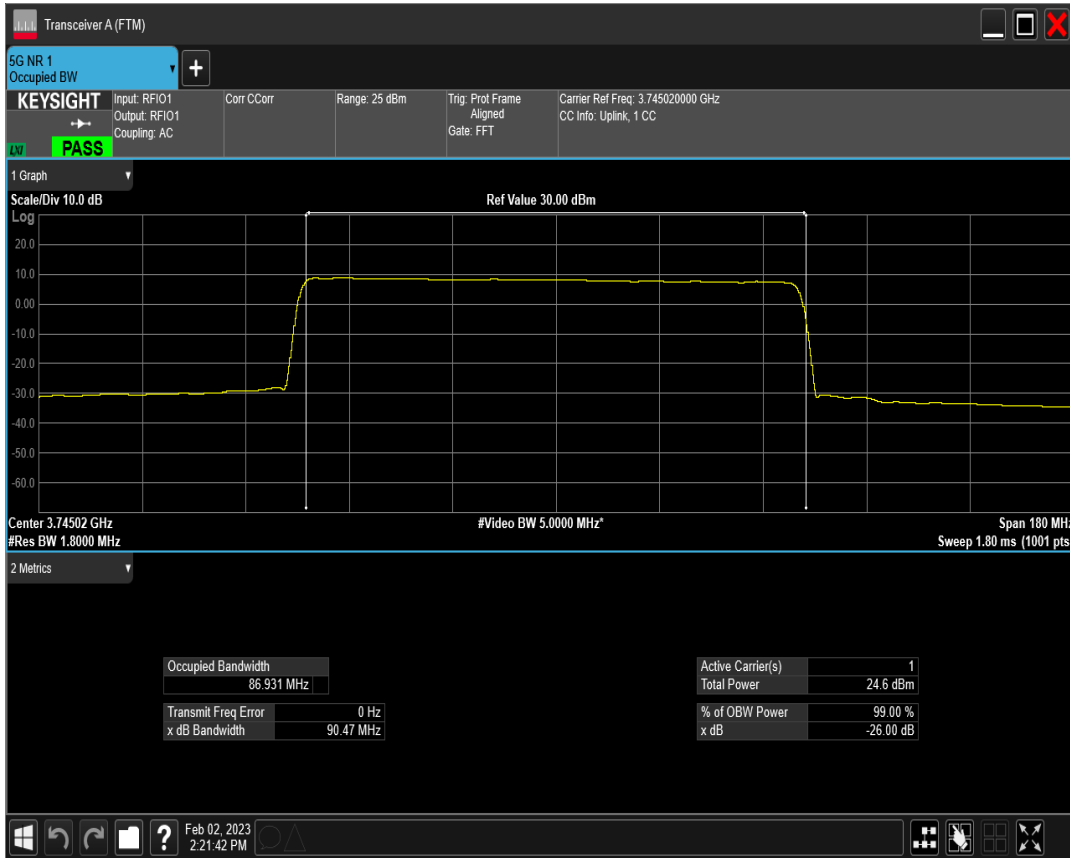 Transceiver A (FTM)
5G NR 1
Occupied BW
+
KEYSIGHT
LXI
PASS
Input: RFIO1
Output: RFIO1
Coupling: AC
Corr CCorr
Range: 25 dBm
Trig: Prot Frame
Aligned
Gate: FFT
Carrier Ref Freq: 3.745020000 GHz
CC Info: Uplink, 1 CC
1 Graph
Scale/Div 10.0 dB
Ref Value 30.00 dBm
Log
20.0
10.0
0.00
-10.0
-20.0
-30.0
-40.0
-50.0
-60.0
Center 3.74502 GHz
#Video BW 5.0000 MHz*
Span 180 MHz
#Res BW 1.8000 MHz
Sweep 1.80 ms (1001 pts
2 Metrics
Occupied Bandwidth
86.931 MHz
Transmit Freq Error 0 Hz
x dB Bandwidth 90.47 MHz
Active Carrier(s) 1
Total Power 24.6 dBm
% of OBW Power 99.00 %
x dB -26.00 dB
?
Feb 02, 2023
2:21:42 PM